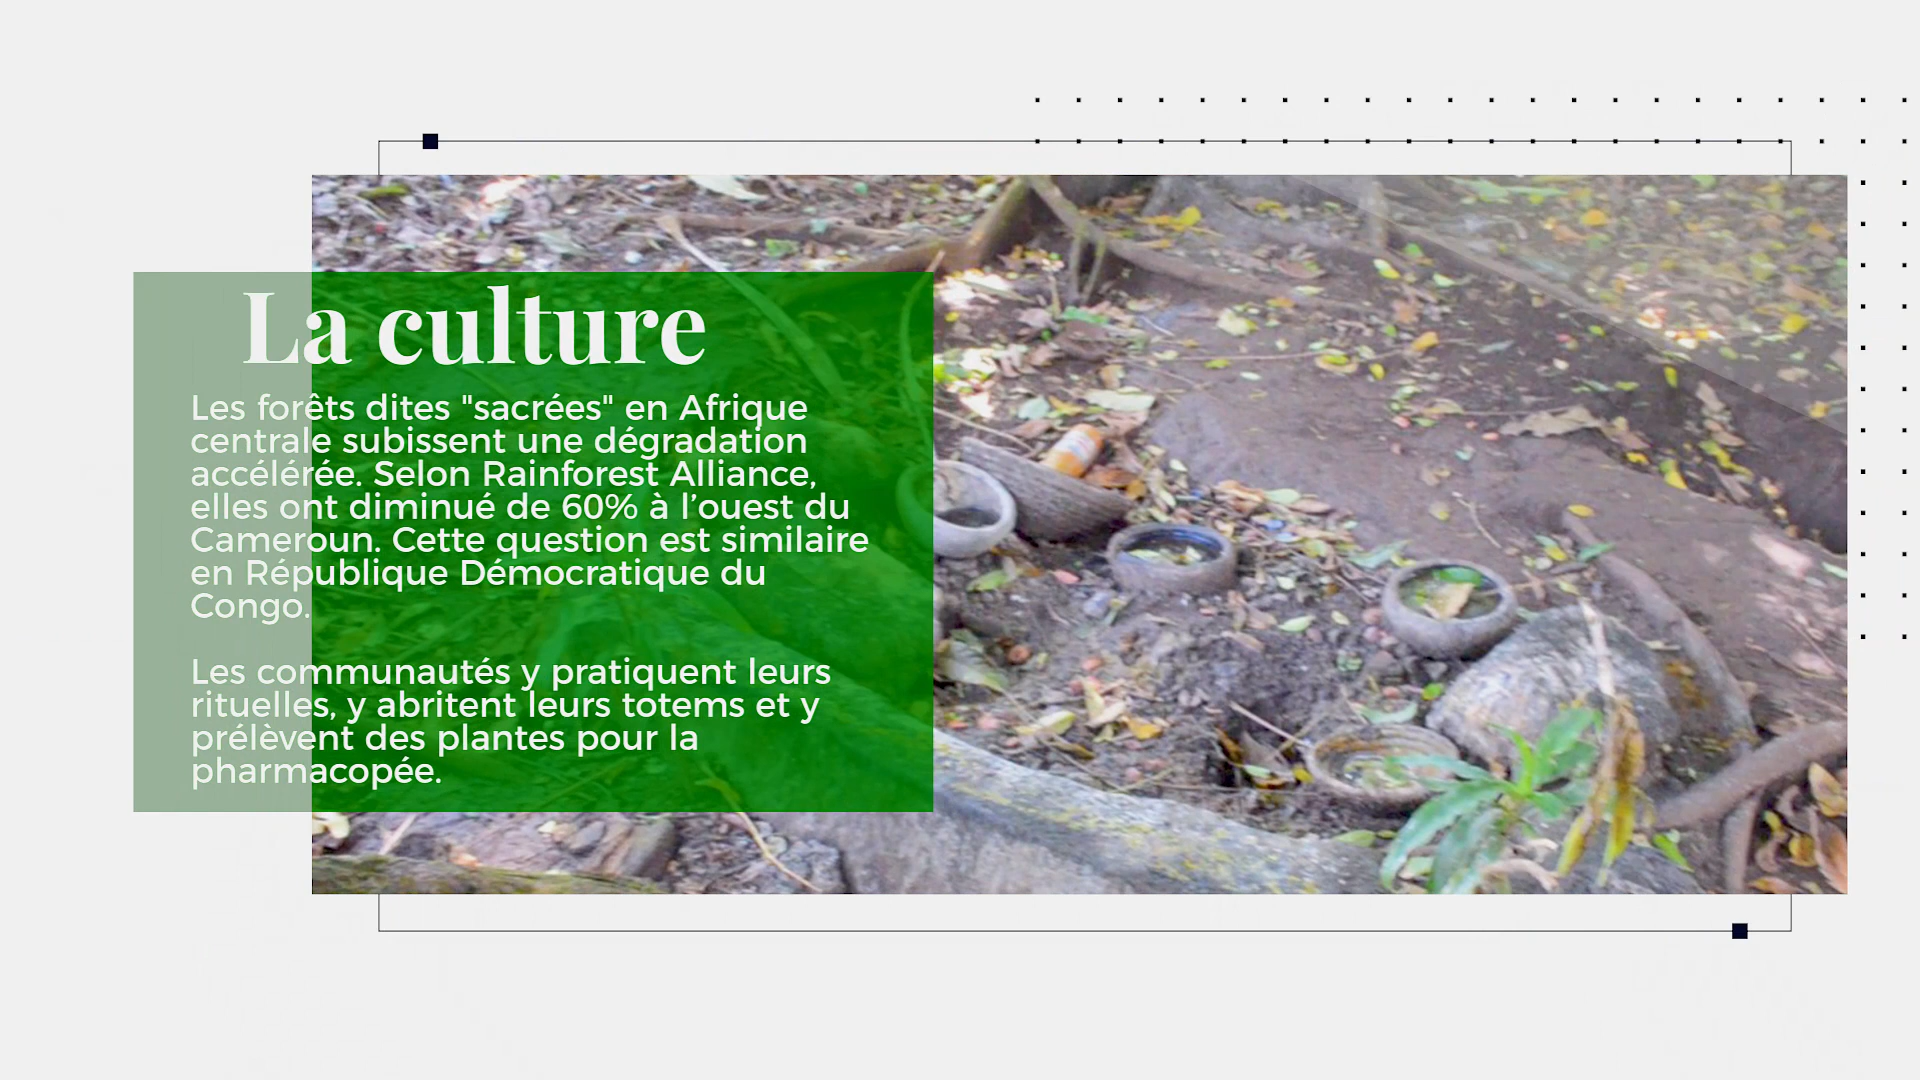 La culture
Les forêts dites "sacrées" en Afrique
centrale subissent une dégradation
accélérée. Selon Rainforest Alliance,
elles ont diminué de 60% à l’ouest du
Cameroun. Cette question est similaire
en République Démocratique du
Congo.
Les communautés y pratiquent leurs
rituelles, y abritent leurs totems et y
prélèvent des plantes pour la
pharmacopée.